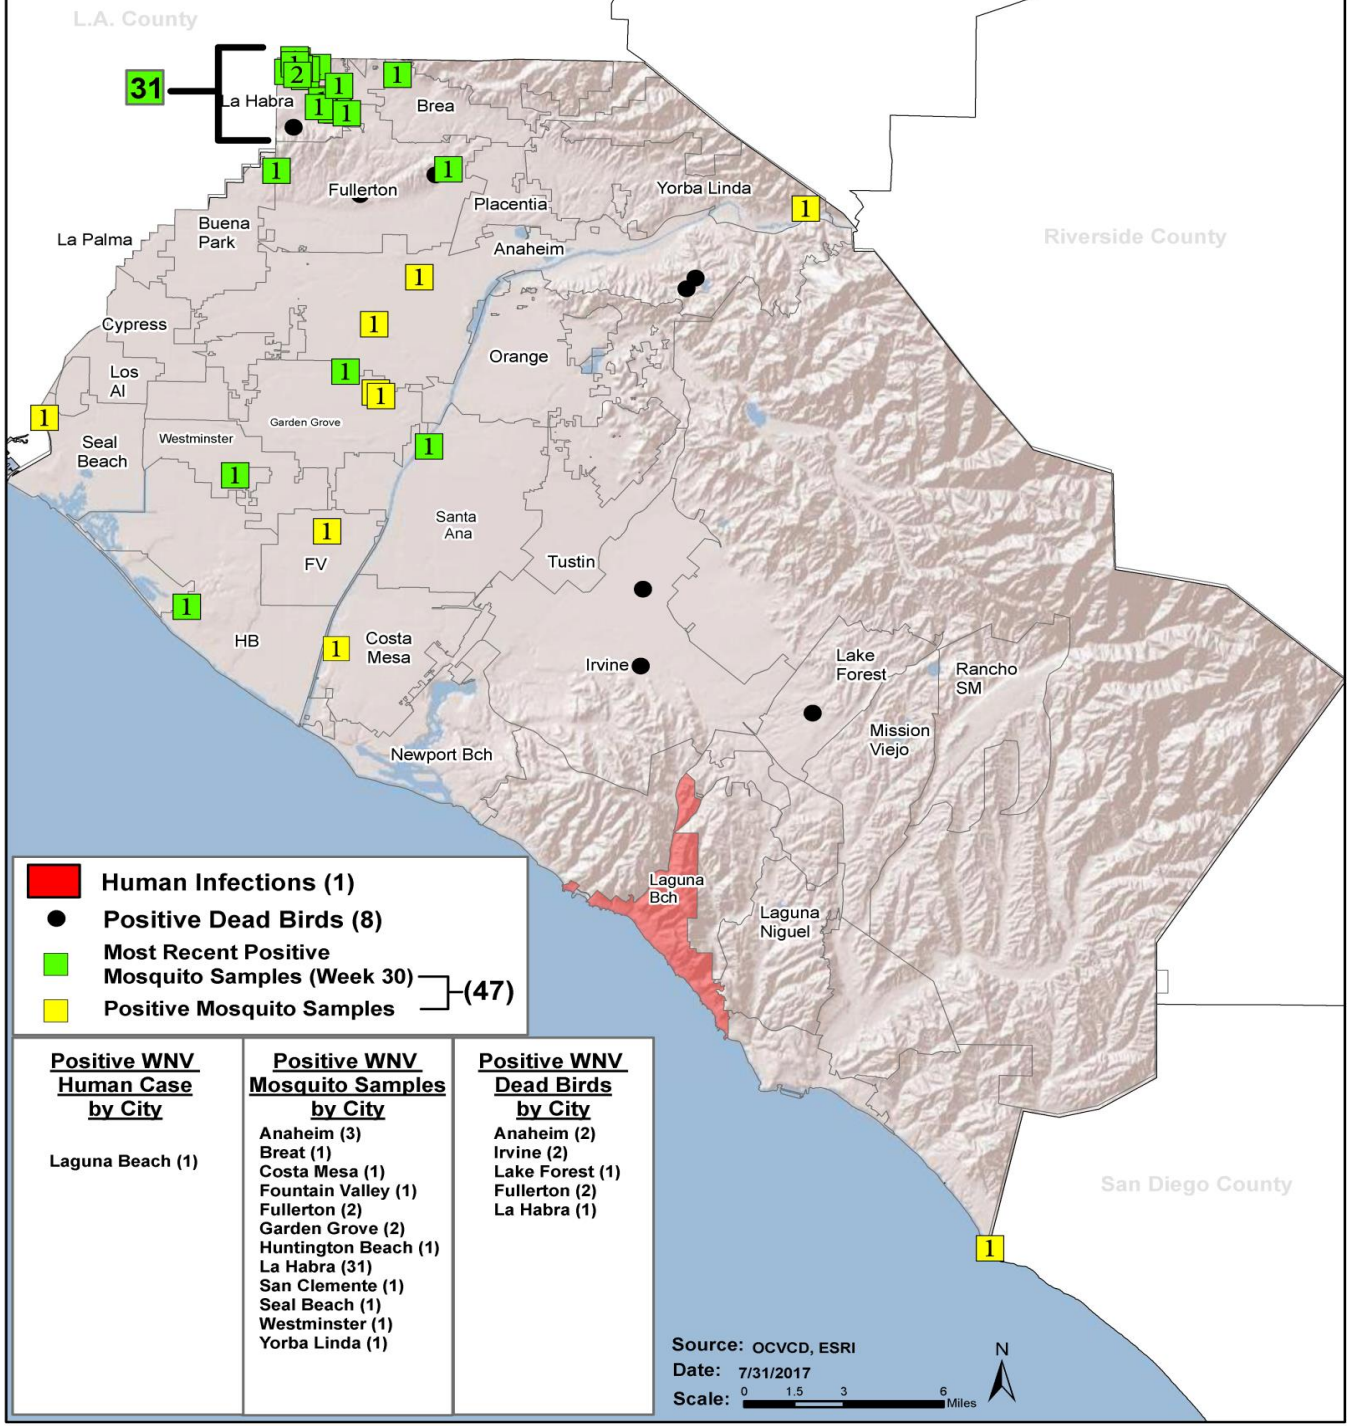 L.A. County
31
1
2
1
1
La Habra
1
1
Brea
1
1
Fullerton
Yorba Linda
1
Placentia
Buena
Park
La Palma
Anaheim
Riverside County
1
Cypress
1
Orange
Los
Al
1
1
1
Garden Grove
Westminster
Seal
Beach
1
1
Santa
Ana
1
FV
Tustin
1
HB
1
Costa
Mesa
Irvine
Lake
Forest
Rancho
SM
Mission
Viejo
Newport Bch
Laguna
Bch
Laguna
Niguel
Human Infections (1)
Positive Dead Birds (8)
Most Recent Positive
Mosquito Samples (Week 30)
(47)
Positive Mosquito Samples
Positive WNV
Human Case
by City
Laguna Beach (1)
Positive WNV
Mosquito Samples
by City
Anaheim (3)
Breat (1)
Costa Mesa (1)
Fountain Valley (1)
Fullerton (2)
Garden Grove (2)
Huntington Beach (1)
La Habra (31)
San Clemente (1)
Seal Beach (1)
Westminster (1)
Yorba Linda (1)
Positive WNV
Dead Birds
by City
Anaheim (2)
Irvine (2)
Lake Forest (1)
Fullerton (2)
La Habra (1)
San Diego County
1
Source: OCVCD, ESRI
Date: 7/31/2017
Scale: 0 1.5 3 6 Miles
N